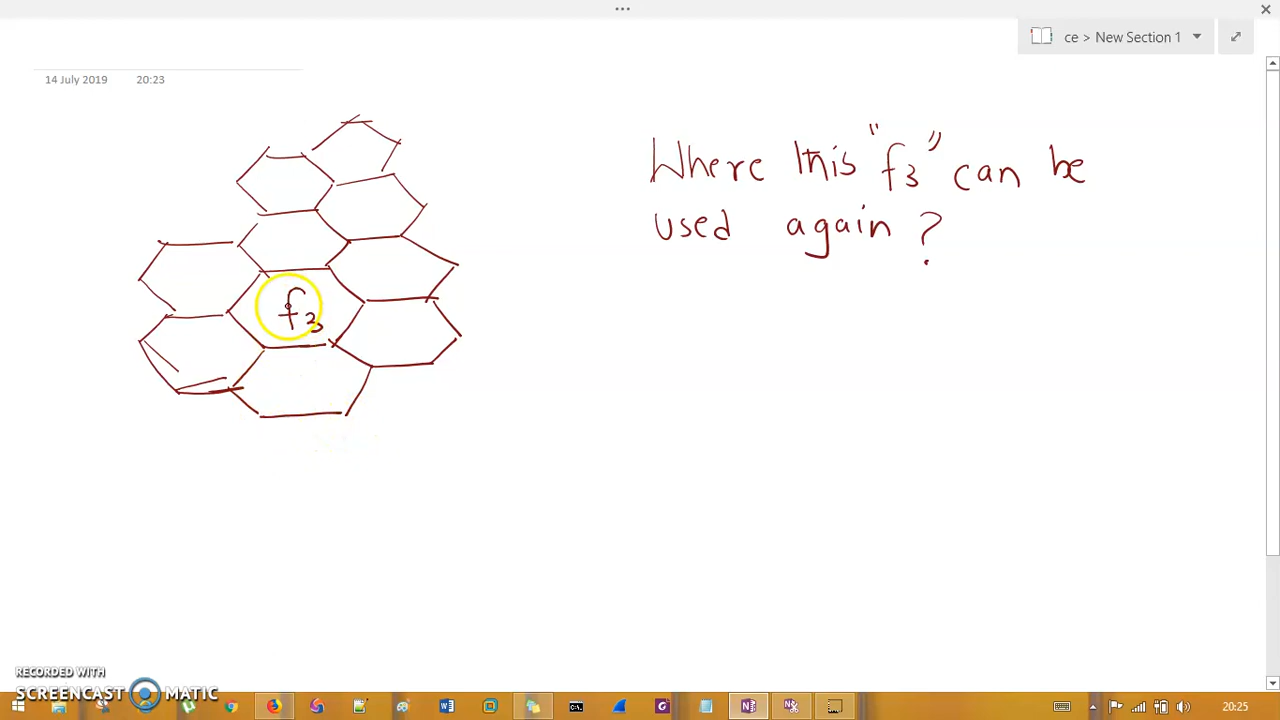 ce > New Section 1
14 July 2019 20:23
Where this "f3" can be
used again ?
f3
RECORDED WITH
SCREENCAST MATIC
20:25